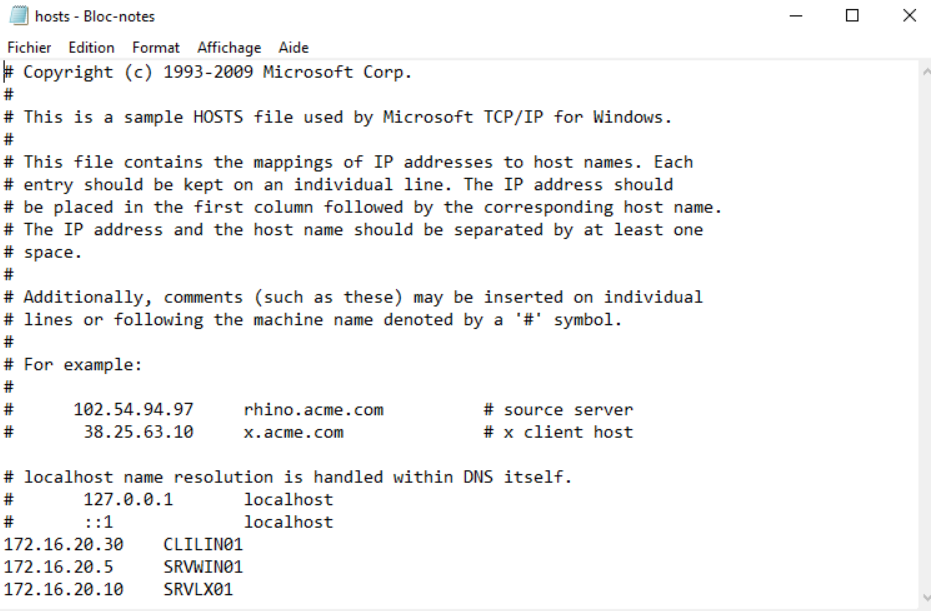 hosts - Bloc-notes
Fichier Edition Format Affichage Aide
# Copyright (c) 1993-2009 Microsoft Corp.
#
# This is a sample HOSTS file used by Microsoft TCP/IP for Windows.
#
# This file contains the mappings of IP addresses to host names. Each
# entry should be kept on an individual line. The IP address should
# be placed in the first column followed by the corresponding host name.
# The IP address and the host name should be separated by at least one
# space.
#
# Additionally, comments (such as these) may be inserted on individual
# lines or following the machine name denoted by a '#' symbol.
#
# For example:
#
#      102.54.94.97     rhino.acme.com          # source server
#       38.25.63.10     x.acme.com              # x client host

# localhost name resolution is handled within DNS itself.
#       127.0.0.1       localhost
#       ::1             localhost
172.16.20.30    CLILIN01
172.16.20.5     SRVWIN01
172.16.20.10    SRVLX01